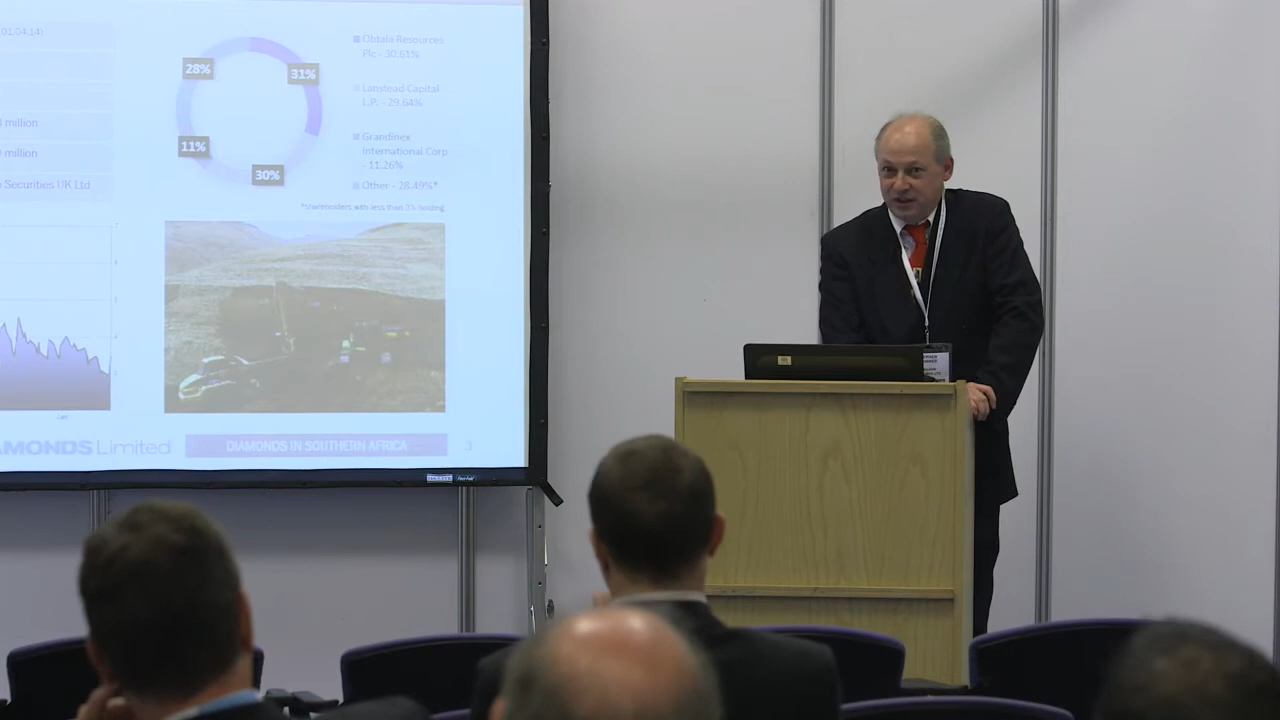 01.04.14)
million
million
Securities UK Ltd
28%
31%
11%
30%
Obtala Resources
Plc - 30.61%
Lanstead Capital
L.P. - 29.64%
Grandinex
International Corp
- 11.26%
Other - 28.49%*
*Shareholders with less than 3% holding
AMONDS Limited
DIAMONDS IN SOUTHERN AFRICA
3